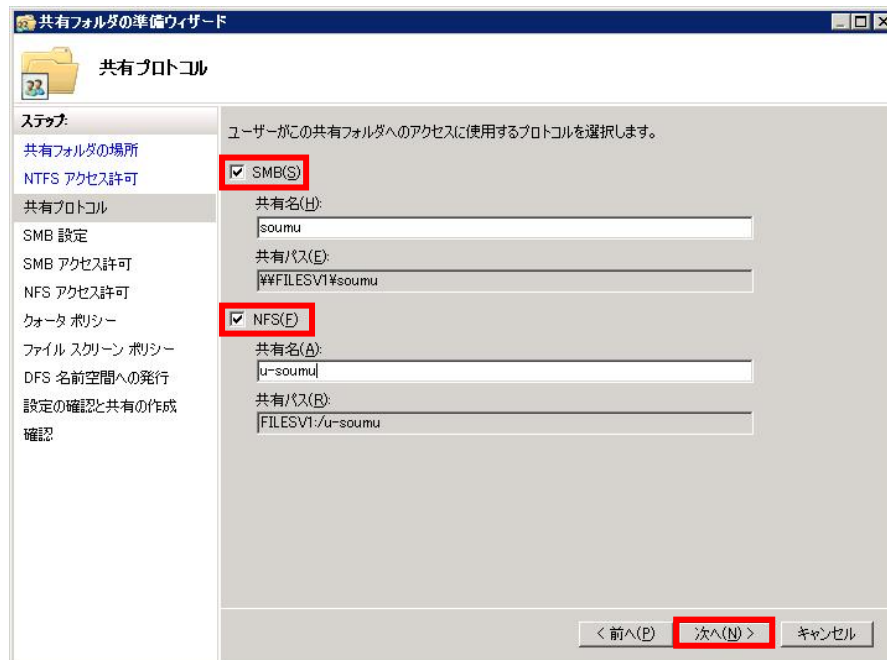 共有フォルダの準備ウィザード
共有プロトコル
ステップ:
共有フォルダの場所
NTFS アクセス許可
共有プロトコル
SMB 設定
SMB アクセス許可
NFS アクセス許可
クォータ ポリシー
ファイル スクリーン ポリシー
DFS 名前空間への発行
設定の確認と共有の作成
確認
ユーザーがこの共有フォルダへのアクセスに使用するプロトコルを選択します。
SMB(S)
共有名(H):
soumu
共有パス(E):
¥¥FILESV1¥soumu
NFS(F)
共有名(A):
u-soumu
共有パス(R):
FILESV1:/u-soumu
< 前へ(P)
次へ(N) >
キャンセル